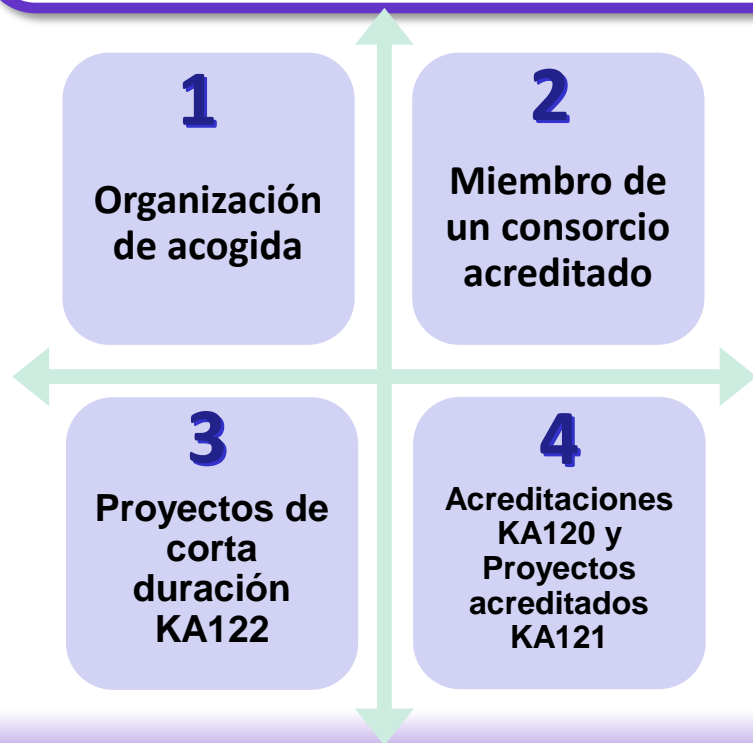 1
Organización
de acogida
2
Miembro de
un consorcio
acreditado
3
Proyectos de
corta
duración
KA122
4
Acreditaciones
KA120 y
Proyectos
acreditados
KA121